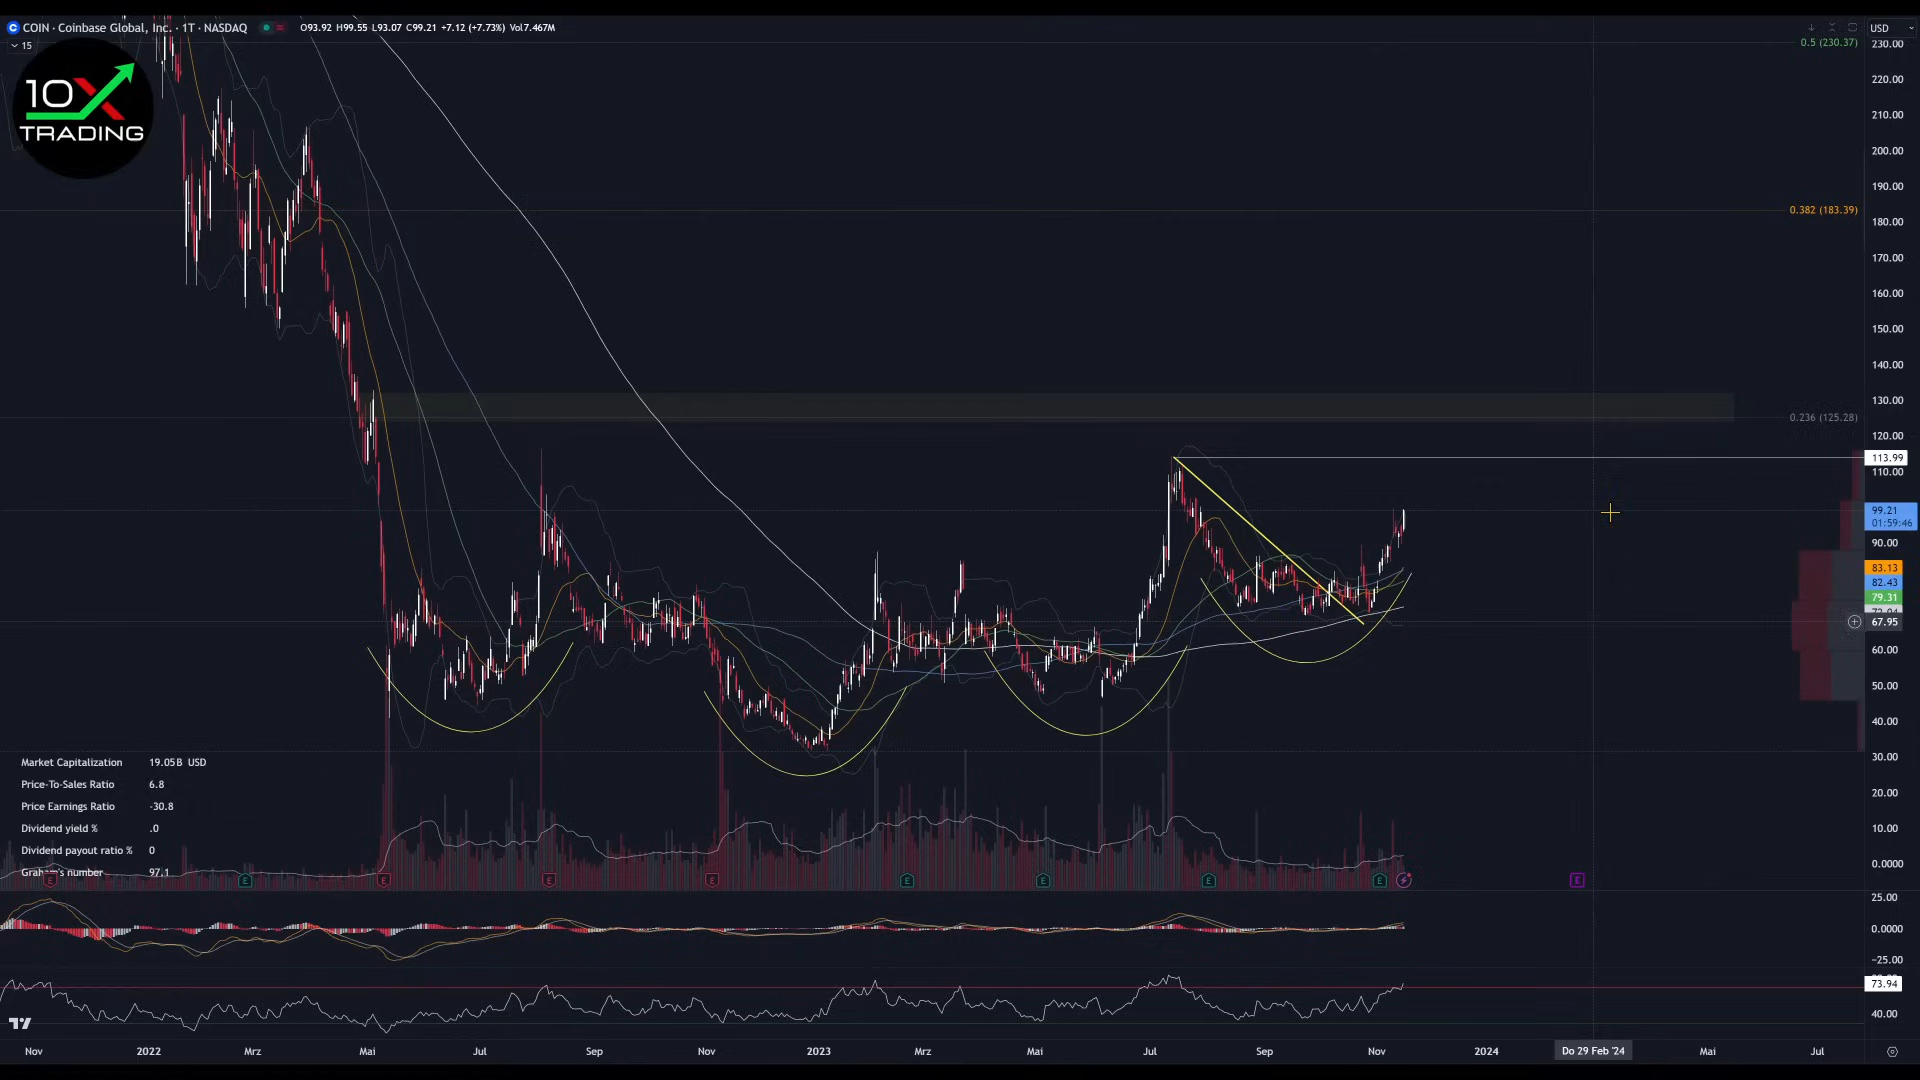 COIN · Coinbase Global, Inc. · 1T · NASDAQ
O93.92 H99.55 L93.07 C99.21 +7.12 (+7.73%) Vol7.467M
USD
15
10X
TRADING
0.5 (230.37)
230.00
220.00
210.00
200.00
190.00
0.382 (183.39)
180.00
170.00
160.00
150.00
140.00
130.00
0.236 (125.28)
120.00
113.99
110.00
99.21
01:59:46
90.00
83.13
82.43
79.31
67.95
60.00
50.00
40.00
30.00
20.00
10.00
0.0000
Market Capitalization 19.05B USD
Price-To-Sales Ratio 6.8
Price Earnings Ratio -30.8
Dividend yield % .0
Dividend payout ratio % 0
Graham's number 97.1
E E E E E E E E E E
25.00
0.0000
−25.00
73.94
40.00
Nov 2022 Mrz Mai Jul Sep Nov 2023 Mrz Mai Jul Sep Nov 2024 Do 29 Feb '24 Mai Jul